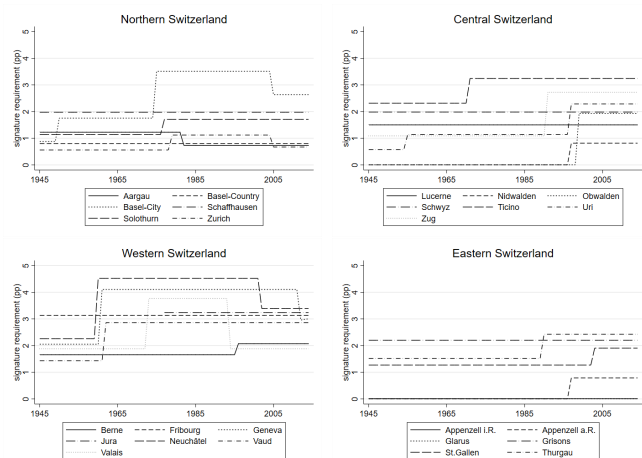 Northern Switzerland
signature requirement (pp)
5
4
3
2
1
0
1945 1965 1985 2005
Aargau Basel-Country
Basel-City Schaffhausen
Solothurn Zurich
Central Switzerland
signature requirement (pp)
5
4
3
2
1
0
1945 1965 1985 2005
Lucerne Nidwalden Obwalden
Schwyz Ticino Uri
Zug
Western Switzerland
signature requirement (pp)
5
4
3
2
1
0
1945 1965 1985 2005
Berne Fribourg Geneva
Jura Neuchâtel Vaud
Valais
Eastern Switzerland
signature requirement (pp)
5
4
3
2
1
0
1945 1965 1985 2005
Appenzell i.R. Appenzell a.R.
Glarus Grisons
St.Gallen Thurgau